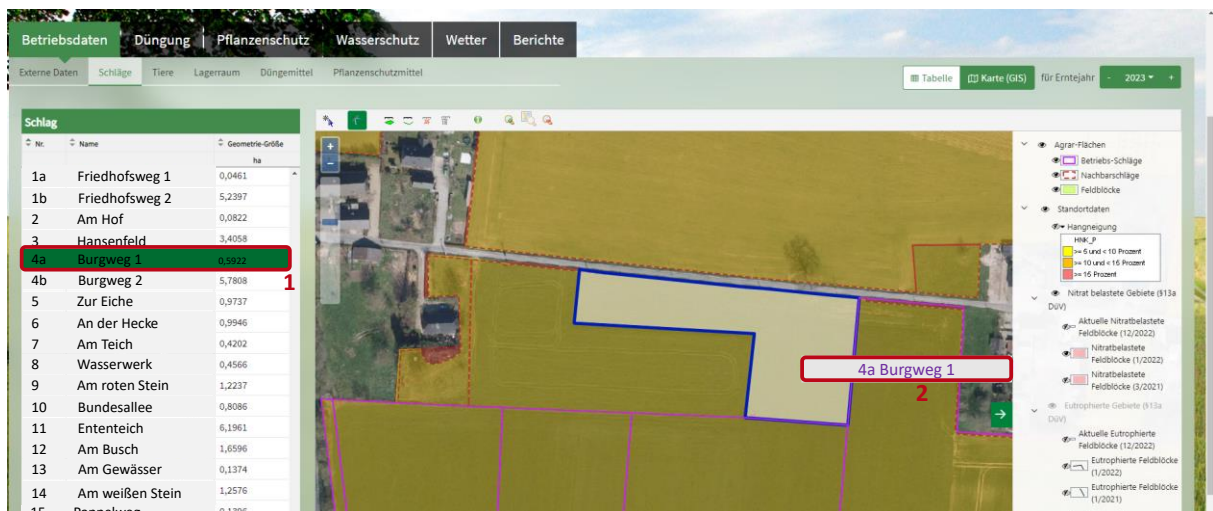 Betriebsdaten Düngung Pflanzenschutz Wasserschutz Wetter Berichte
Externe Daten Schläge Tiere Lagerraum Düngemittel Pflanzenschutzmittel
Tabelle Karte (GIS) für Erntejahr - 2023 +
Schlag
Nr. Name Geometrie-Größe
ha
1a Friedhofsweg 1 0,0461
1b Friedhofsweg 2 5,2397
2 Am Hof 0,0822
3 Hansenfeld 3,4058
4a Burgweg 1 0,5922
1
4b Burgweg 2 5,7808
5 Zur Eiche 0,9737
6 An der Hecke 0,9946
7 Am Teich 0,4202
8 Wasserwerk 0,4566
9 Am roten Stein 1,2237
10 Bundesallee 0,8086
11 Ententeich 6,1961
12 Am Busch 1,6596
13 Am Gewässer 0,1374
14 Am weißen Stein 1,2576
+
-
4a Burgweg 1
2
Agrar-Flächen
Betriebs-Schläge
Nachbarschläge
Feldblöcke
Standortdaten
Hangneigung
HNK_P
>= 6 und < 10 Prozent
>= 10 und < 16 Prozent
>= 16 Prozent
Nitrat belastete Gebiete (§13a
DüV)
Aktuelle Nitratbelastete
Feldblöcke (12/2022)
Nitratbelastete
Feldblöcke (1/2022)
Nitratbelastete
Feldblöcke (3/2021)
Eutrophierte Gebiete (§13a
DüV)
Aktuelle Eutrophierte
Feldblöcke (12/2022)
Eutrophierte Feldblöcke
(1/2022)
Eutrophierte Feldblöcke
(1/2021)